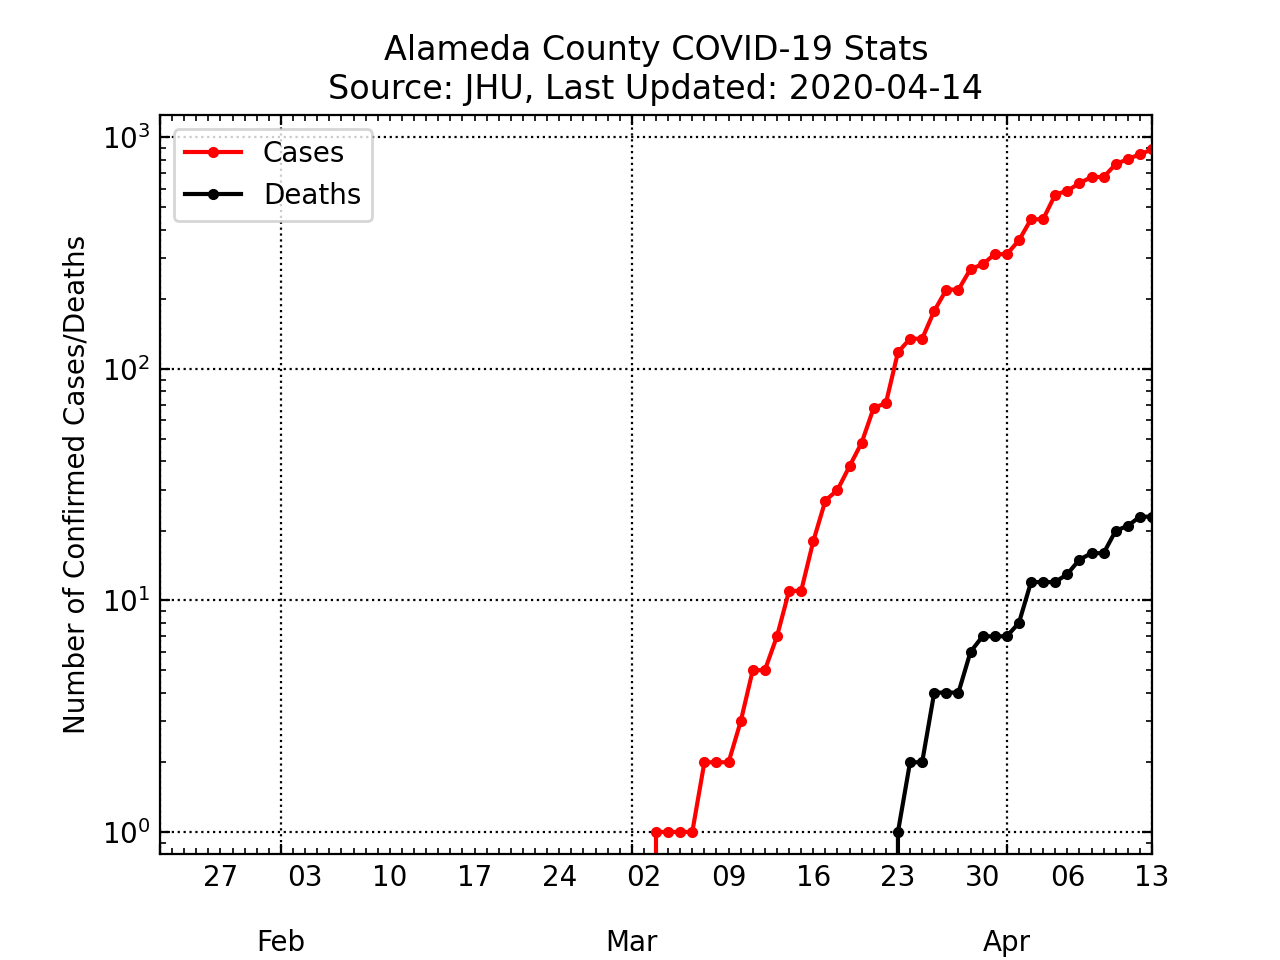 Alameda County COVID-19 Stats
Source: JHU, Last Updated: 2020-04-14
Cases
Deaths
Number of Confirmed Cases/Deaths
10³
10²
10¹
10⁰
27 03 10 17 24 02 09 16 23 30 06 13
Feb Mar Apr